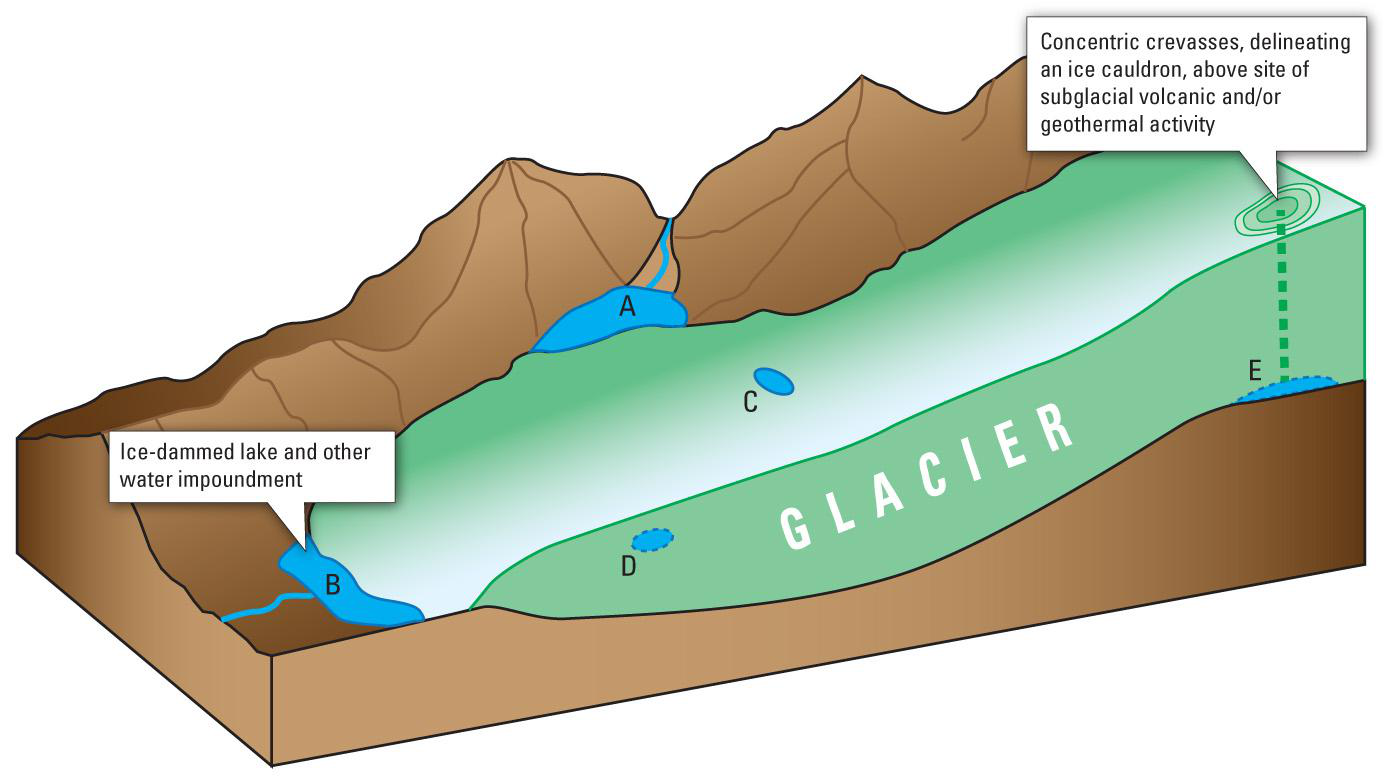 Concentric crevasses, delineating
an ice cauldron, above site of
subglacial volcanic and/or
geothermal activity
A
C
E
Ice-dammed lake and other
water impoundment
GLACIER
D
B